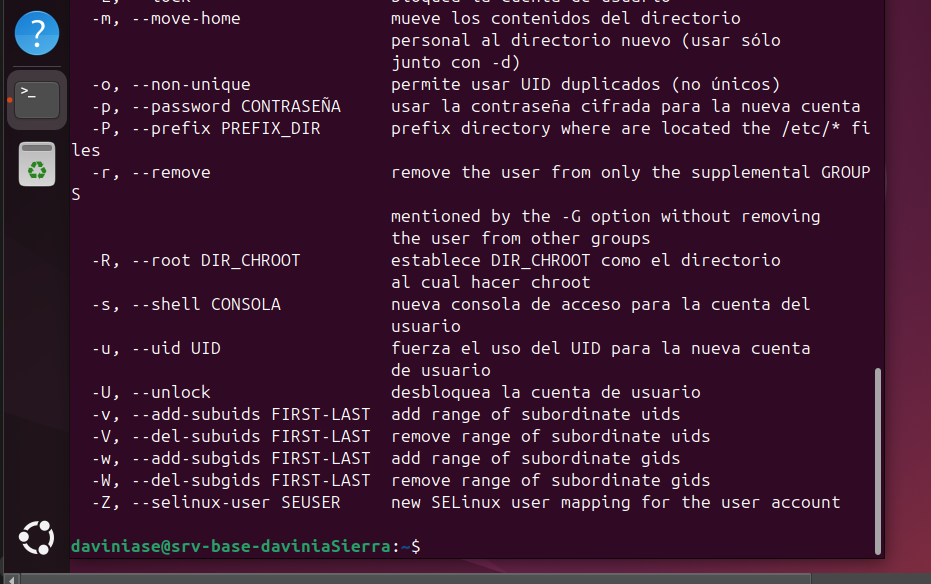 -L, --lock bloquea la cuenta de usuario
-m, --move-home mueve los contenidos del directorio
personal al directorio nuevo (usar sólo
junto con -d)
-o, --non-unique permite usar UID duplicados (no únicos)
-p, --password CONTRASEÑA usar la contraseña cifrada para la nueva cuenta
-P, --prefix PREFIX_DIR prefix directory where are located the /etc/* fi
les
-r, --remove remove the user from only the supplemental GROUP
S
mentioned by the -G option without removing
the user from other groups
-R, --root DIR_CHROOT establece DIR_CHROOT como el directorio
al cual hacer chroot
-s, --shell CONSOLA nueva consola de acceso para la cuenta del
usuario
-u, --uid UID fuerza el uso del UID para la nueva cuenta
de usuario
-U, --unlock desbloquea la cuenta de usuario
-v, --add-subuids FIRST-LAST add range of subordinate uids
-V, --del-subuids FIRST-LAST remove range of subordinate uids
-w, --add-subgids FIRST-LAST add range of subordinate gids
-W, --del-subgids FIRST-LAST remove range of subordinate gids
-Z, --selinux-user SEUSER new SELinux user mapping for the user account
daviniase@srv-base-daviniaSierra:~$